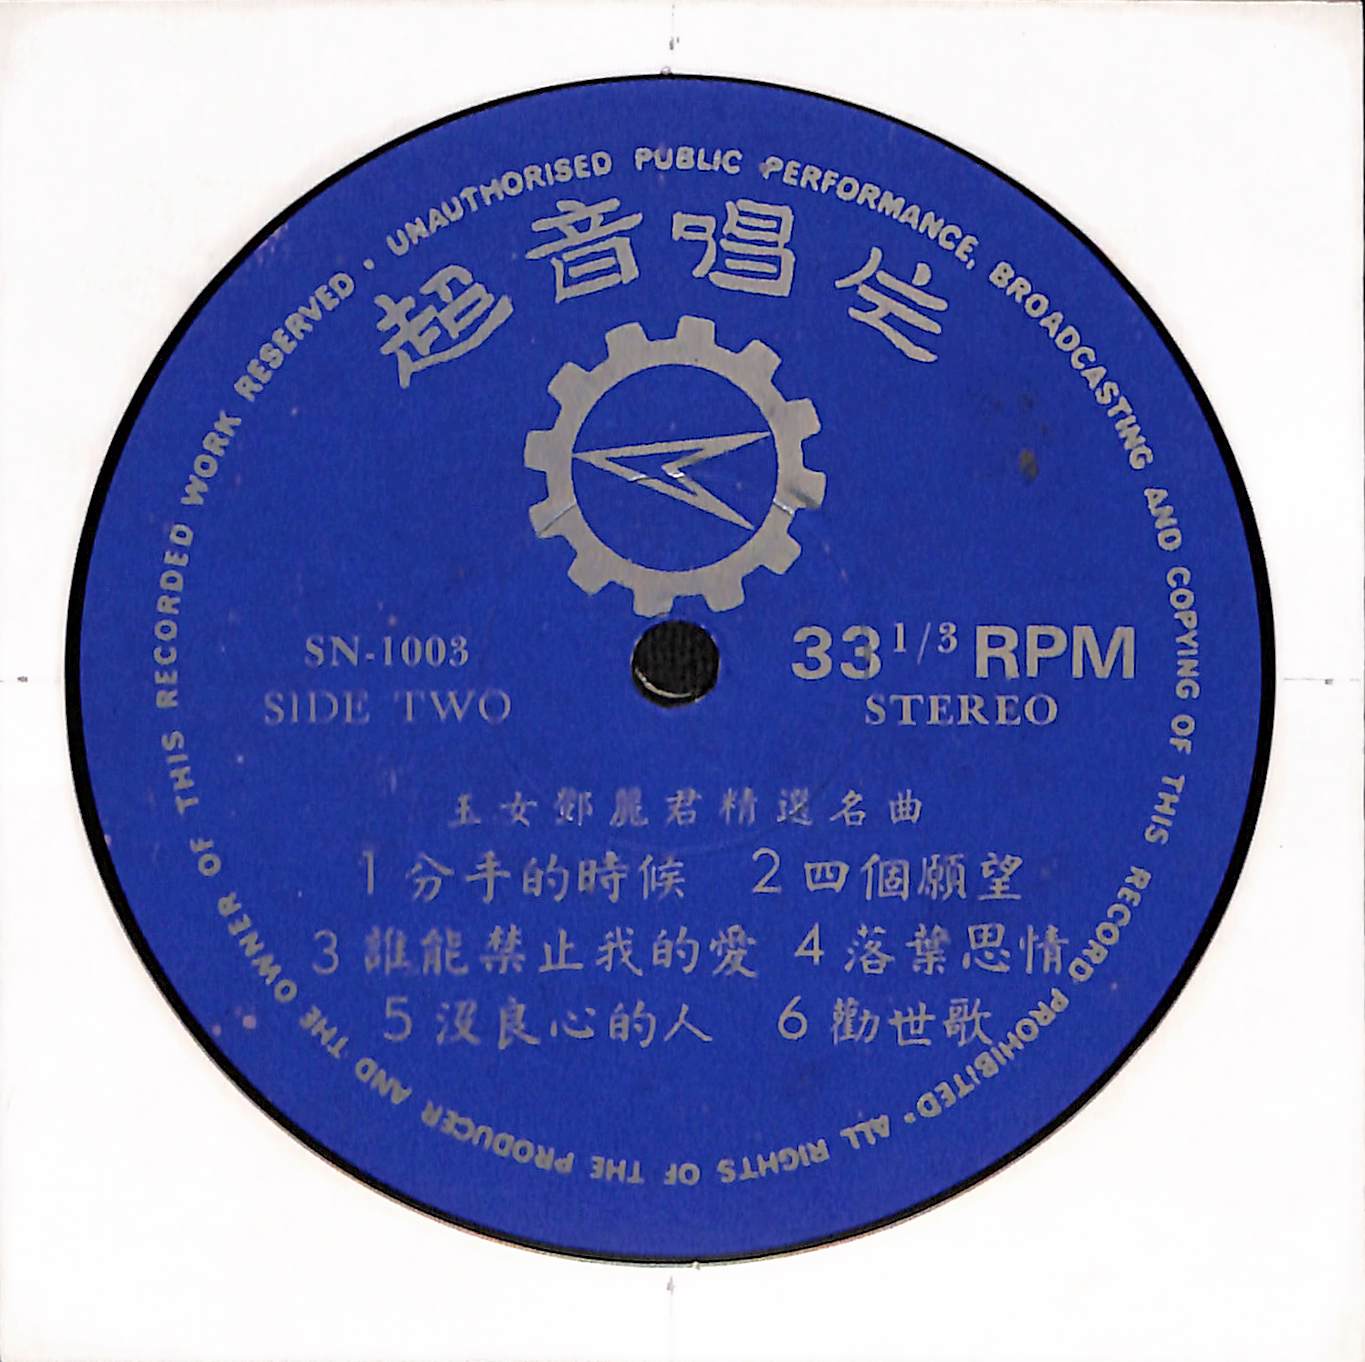 UNAUTHORISED PUBLIC PERFORMANCE, BROADCASTING AND COPYING OF THIS RECORD PROHIBITED • ALL RIGHTS OF THE PRODUCER AND THE OWNER OF THIS RECORDED WORK RESERVED •
超音唱片
SN-1003
SIDE TWO
33 1/3 RPM
STEREO
玉女鄧麗君精選名曲
1 分手的時候 2 四個願望
3 誰能禁止我的愛 4 落葉思情
5 沒良心的人 6 勸世歌